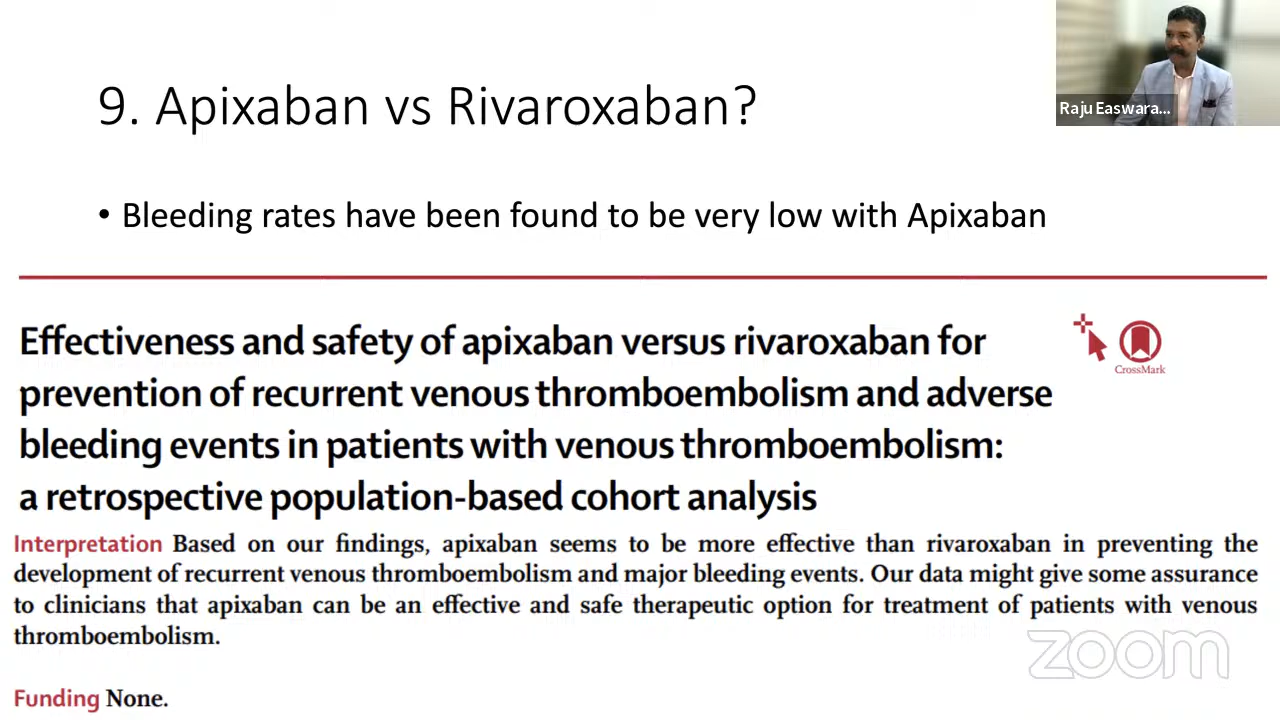 9. Apixaban vs Rivaroxaban?
Raju Easwara...
• Bleeding rates have been found to be very low with Apixaban
Effectiveness and safety of apixaban versus rivaroxaban for
prevention of recurrent venous thromboembolism and adverse
bleeding events in patients with venous thromboembolism:
a retrospective population-based cohort analysis
CrossMark
Interpretation Based on our findings, apixaban seems to be more effective than rivaroxaban in preventing the
development of recurrent venous thromboembolism and major bleeding events. Our data might give some assurance
to clinicians that apixaban can be an effective and safe therapeutic option for treatment of patients with venous
thromboembolism.
zoom
Funding None.